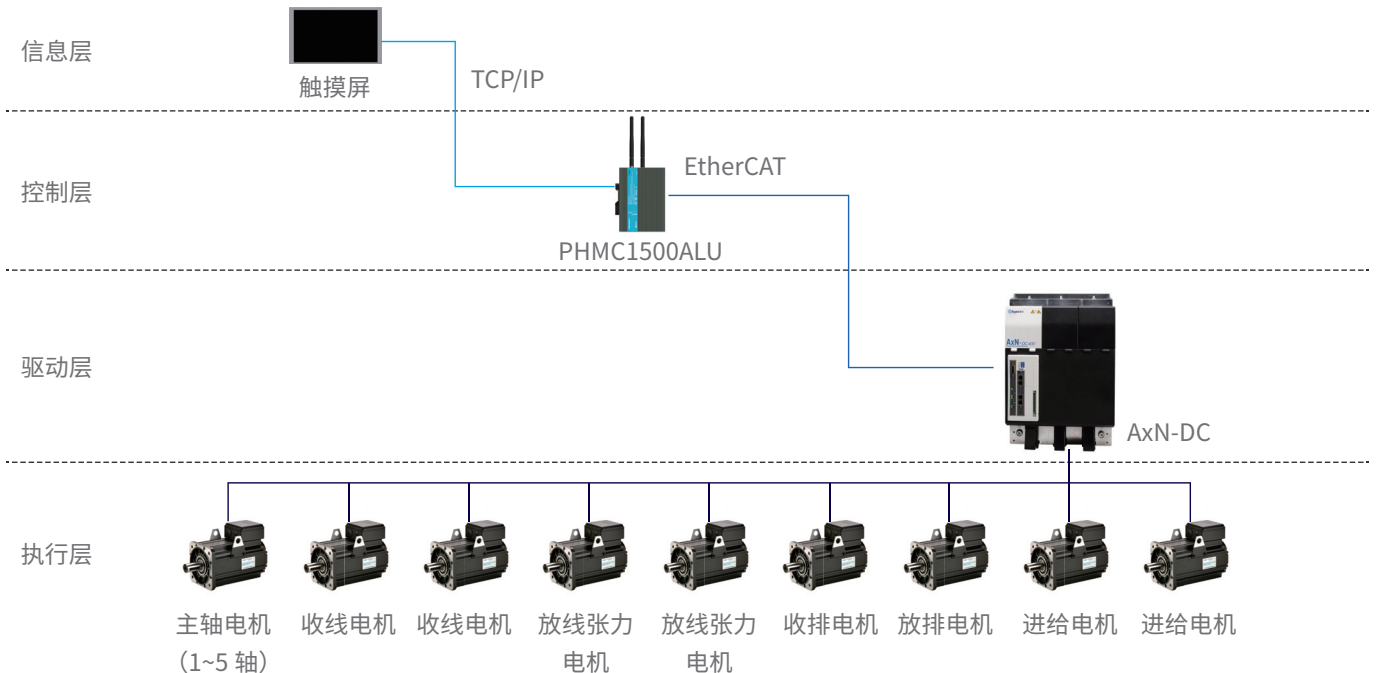 信息层
触摸屏
TCP/IP
控制层
EtherCAT
PHMC1500ALU
驱动层
AxN
AxN-DC
执行层
主轴电机
(1~5 轴)
收线电机
收线电机
放线张力
电机
放线张力
电机
收排电机
放排电机
进给电机
进给电机